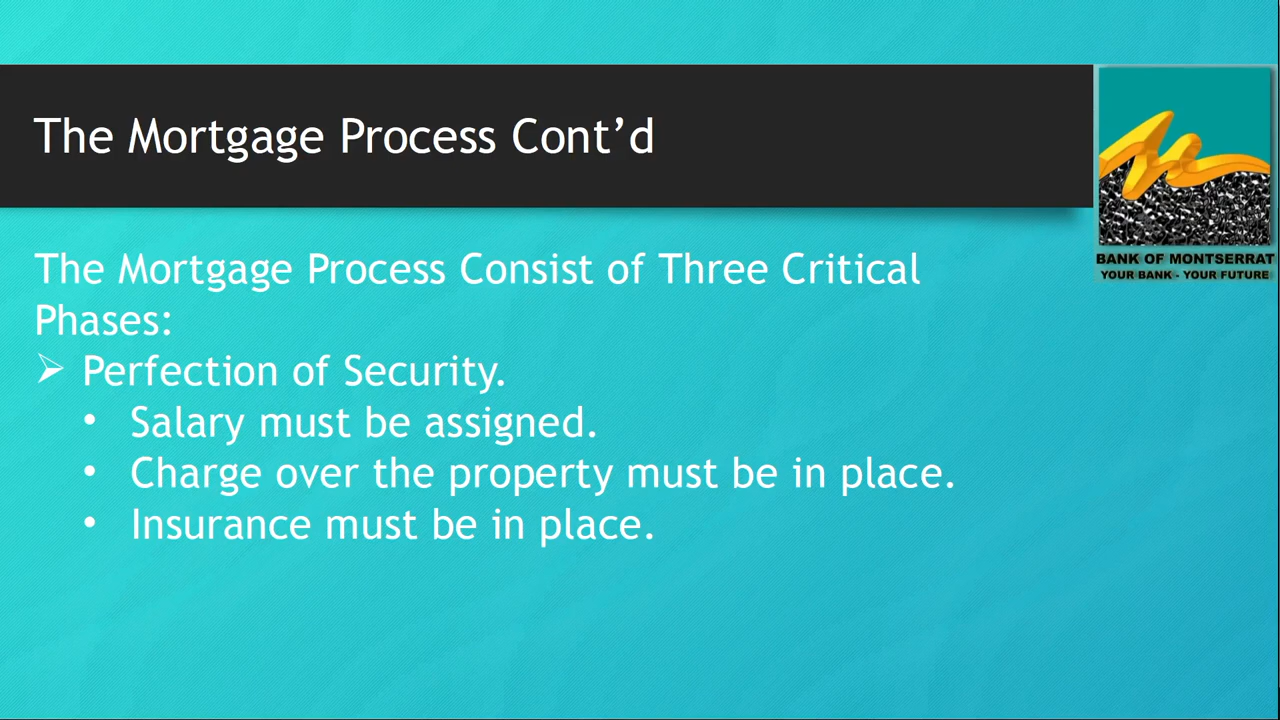 The Mortgage Process Cont’d
BANK OF MONTSERRAT
YOUR BANK - YOUR FUTURE
The Mortgage Process Consist of Three Critical
Phases:
➢ Perfection of Security.
• Salary must be assigned.
• Charge over the property must be in place.
• Insurance must be in place.